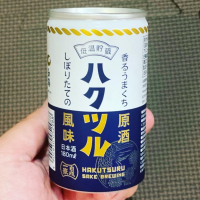 低温貯蔵
香るうまくち
原酒
ハクツル
しぼりたての
風味
日本酒
180ml
HAKUTSURU
SAKE BREWING